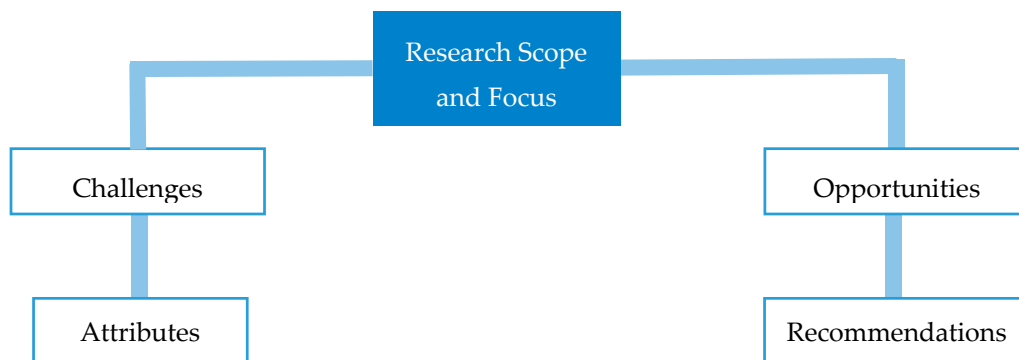 Research Scope
and Focus
Challenges
Opportunities
Attributes
Recommendations